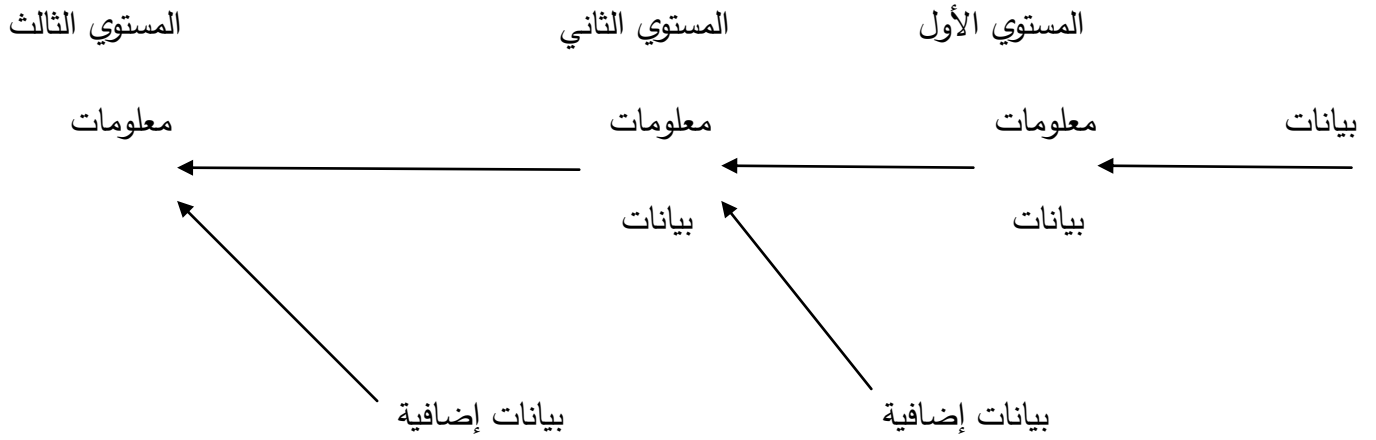 المستوي الأول
المستوي الثاني
المستوي الثالث
بيانات
معلومات
معلومات
معلومات
بيانات
بيانات
بيانات إضافية
بيانات إضافية